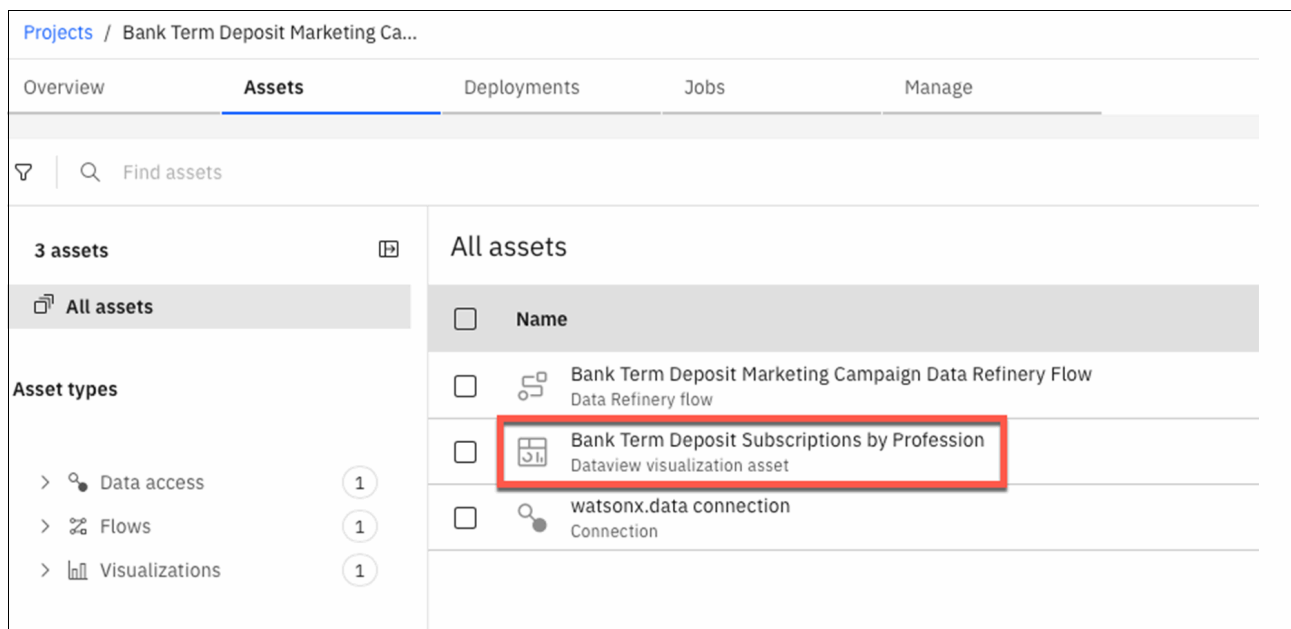 Projects / Bank Term Deposit Marketing Ca...
Overview Assets Deployments Jobs Manage
Find assets
3 assets
All assets
Asset types
Data access 1
Flows 1
Visualizations 1
All assets
Name
Bank Term Deposit Marketing Campaign Data Refinery Flow
Data Refinery flow
Bank Term Deposit Subscriptions by Profession
Dataview visualization asset
watsonx.data connection
Connection